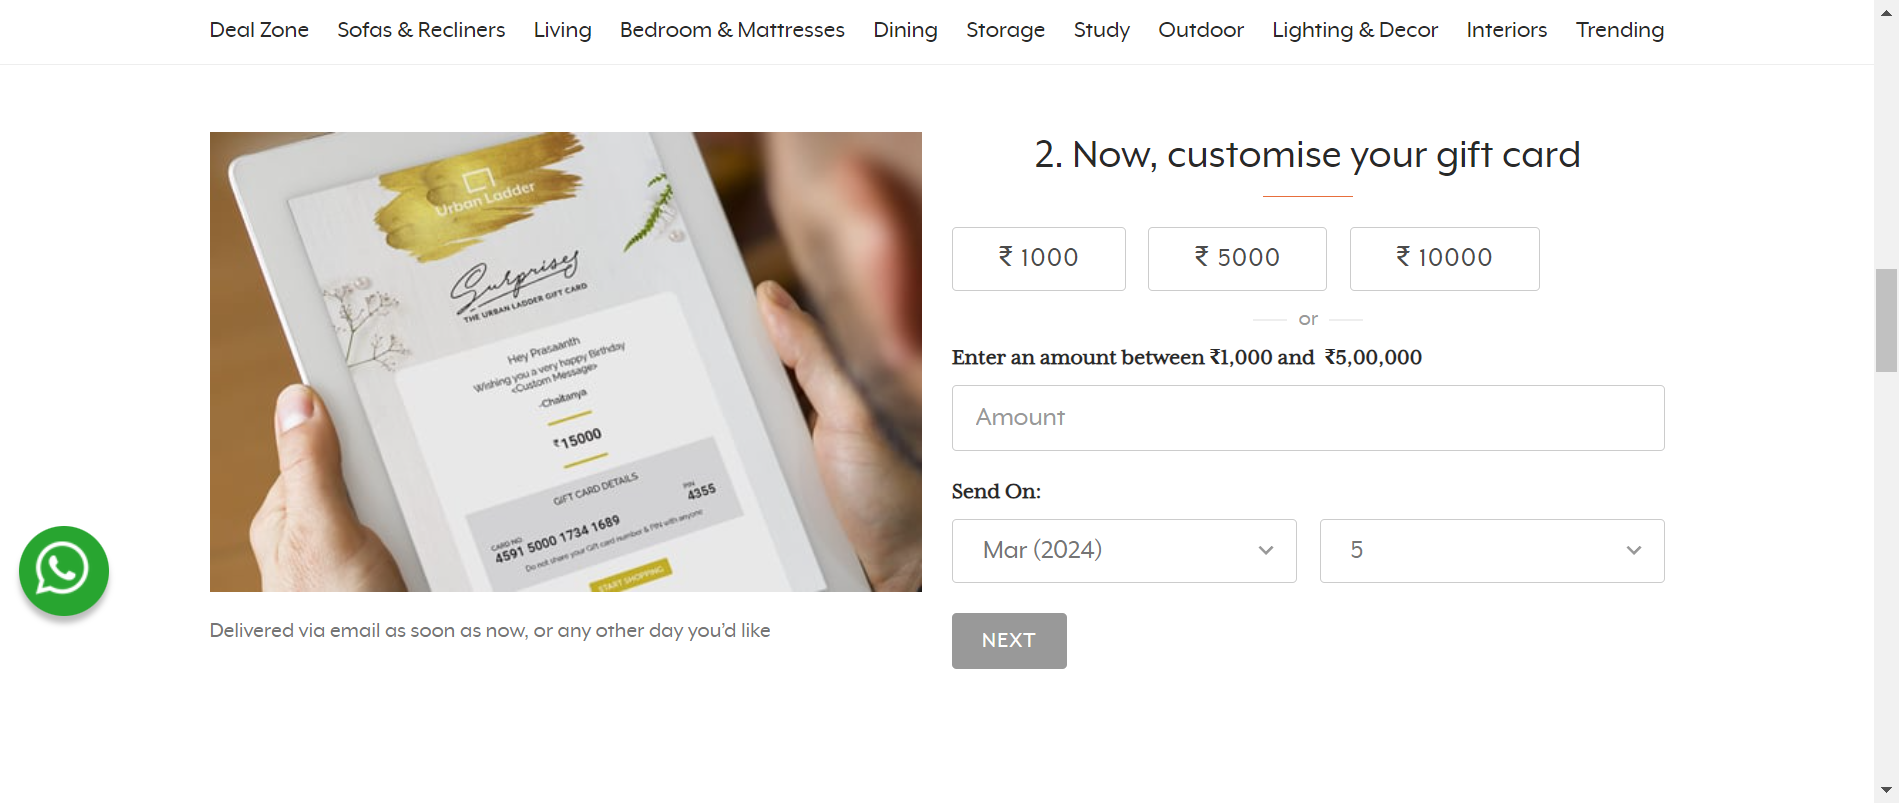 Deal Zone Sofas & Recliners Living Bedroom & Mattresses Dining Storage Study Outdoor Lighting & Decor Interiors Trending
Urban Ladder
Surprises
THE URBAN LADDER GIFT CARD
Hey Prasaanth
Wishing you a very happy Birthday
<Custom Message>
-Chaitanya
₹15000
GIFT CARD DETAILS
PIN
4355
CARD NO.
4591 5000 1734 1689
Do not share your Gift card number & PIN with anyone
START SHOPPING
Delivered via email as soon as now, or any other day you’d like
2. Now, customise your gift card
₹ 1000 ₹ 5000 ₹ 10000
or
Enter an amount between ₹1,000 and ₹5,00,000
Amount
Send On:
Mar (2024) 5
NEXT